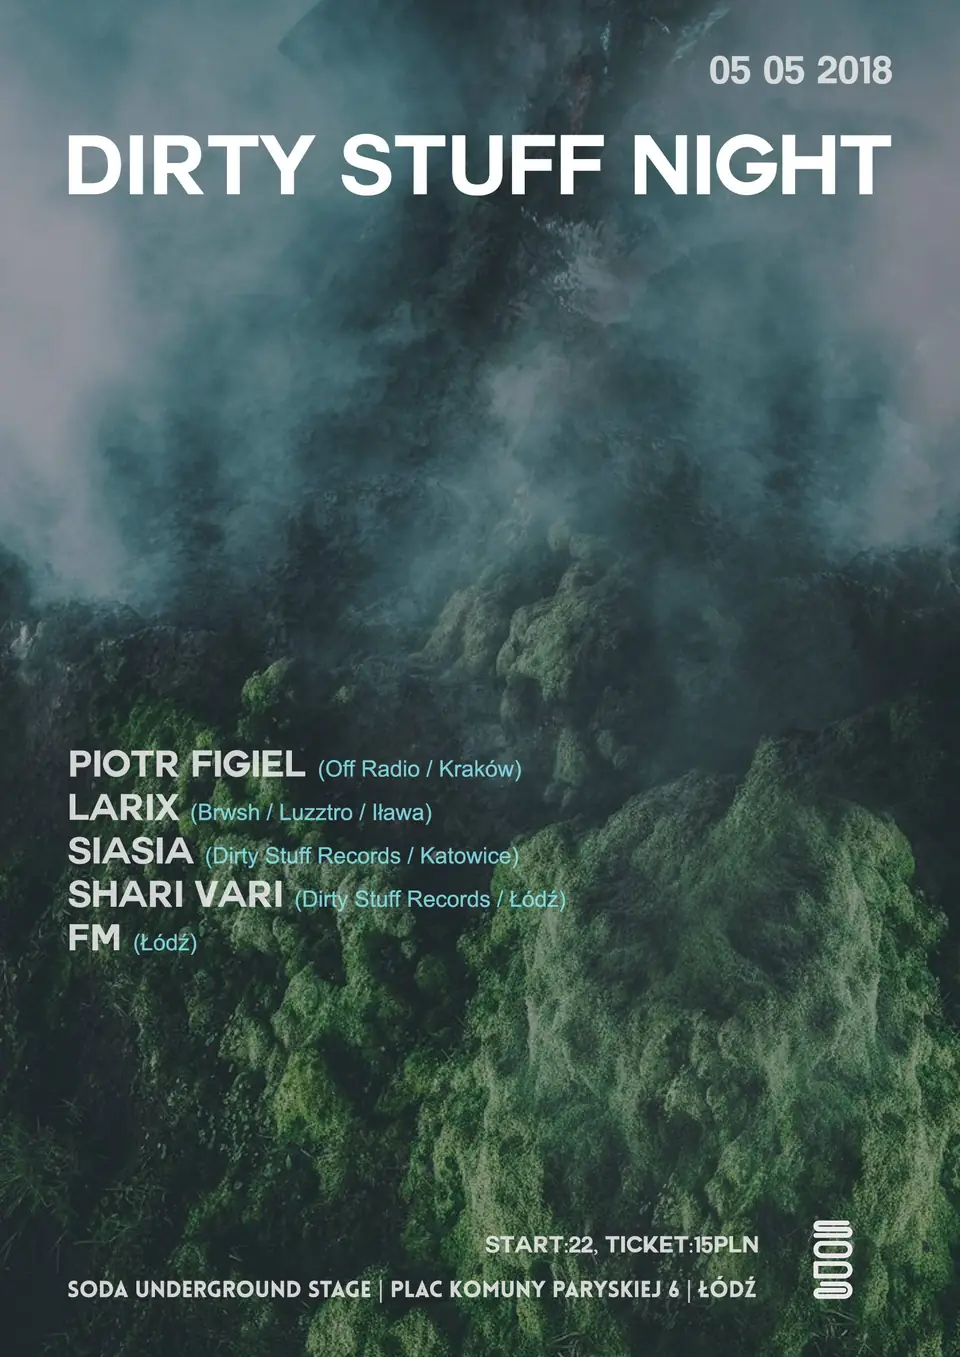 05 05 2018
DIRTY STUFF NIGHT
PIOTR FIGIEL (Off Radio / Kraków)
LARIX (Brwsh / Luzztro / Iława)
SIASIA (Dirty Stuff Records / Katowice)
SHARI VARI (Dirty Stuff Records / Łódź)
FM (Łódź)
START:22, TICKET:15PLN
SODA UNDERGROUND STAGE | PLAC KOMUNY PARYSKIEJ 6 | ŁÓDŹ